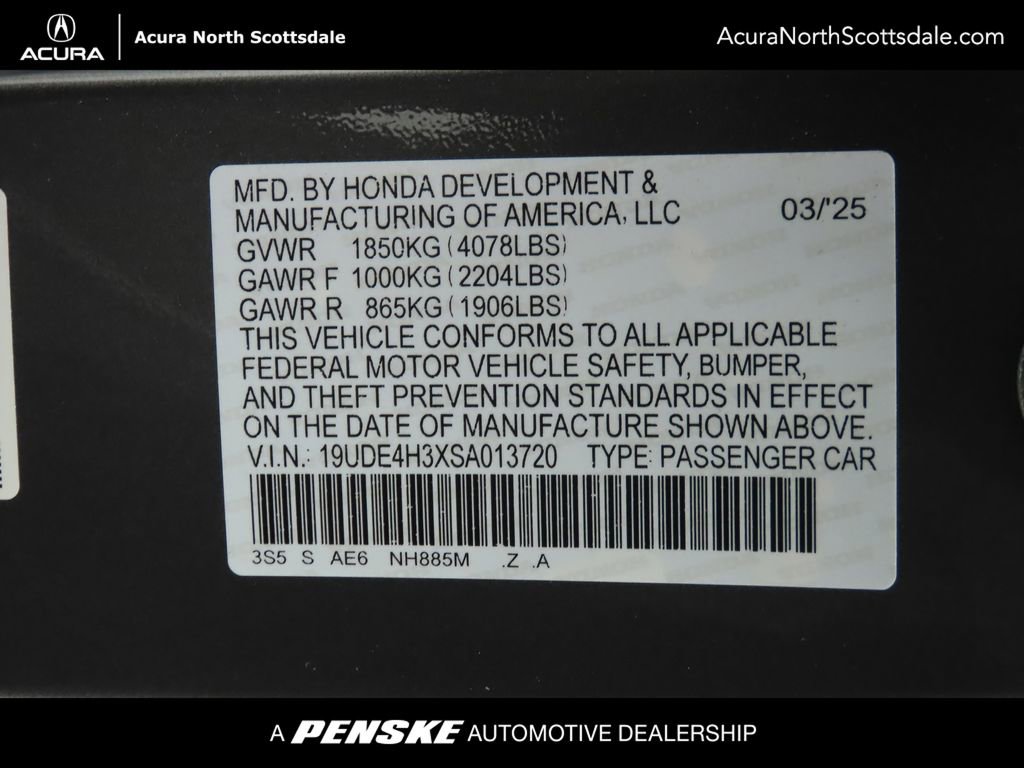 ACURA
Acura North Scottsdale
AcuraNorthScottsdale.com
MFD. BY HONDA DEVELOPMENT &
MANUFACTURING OF AMERICA, LLC 03/'25
GVWR 1850KG (4078LBS)
GAWR F 1000KG (2204LBS)
GAWR R 865KG (1906LBS)
THIS VEHICLE CONFORMS TO ALL APPLICABLE
FEDERAL MOTOR VEHICLE SAFETY, BUMPER,
AND THEFT PREVENTION STANDARDS IN EFFECT
ON THE DATE OF MANUFACTURE SHOWN ABOVE.
V.I.N.: 19UDE4H3XSA013720 TYPE: PASSENGER CAR
3S5 S AE6 NH885M .Z .A
A PENSKE AUTOMOTIVE DEALERSHIP